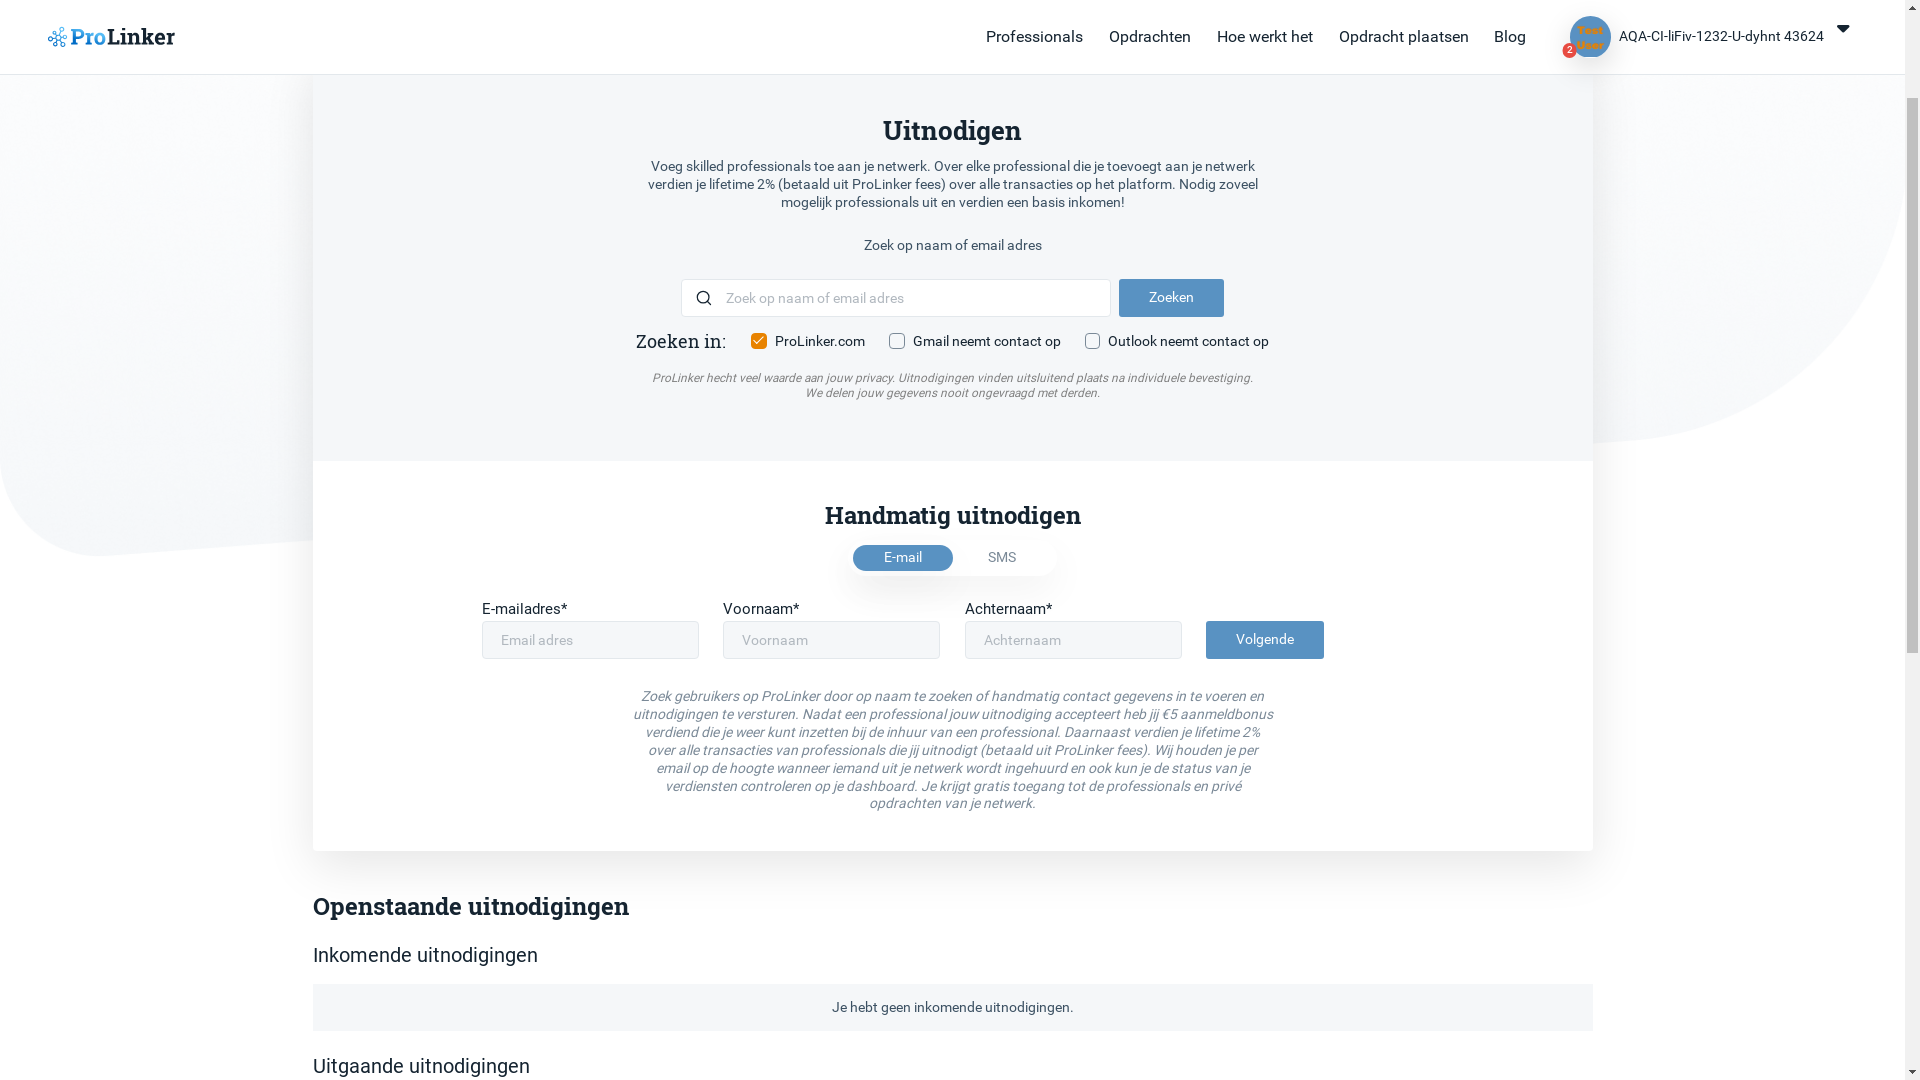 ProLinker
Professionals
Opdrachten
Hoe werkt het
Opdracht plaatsen
Blog
Test
User
2
AQA-CI-liFiv-1232-U-dyhnt 43624
Uitnodigen
Voeg skilled professionals toe aan je netwerk. Over elke professional die je toevoegt aan je netwerk
verdien je lifetime 2% (betaald uit ProLinker fees) over alle transacties op het platform. Nodig zoveel
mogelijk professionals uit en verdien een basis inkomen!
Zoek op naam of email adres
Zoek op naam of email adres
Zoeken
Zoeken in:
ProLinker.com
Gmail neemt contact op
Outlook neemt contact op
ProLinker hecht veel waarde aan jouw privacy. Uitnodigingen vinden uitsluitend plaats na individuele bevestiging.
We delen jouw gegevens nooit ongevraagd met derden.
Handmatig uitnodigen
E-mail
SMS
E-mailadres*
Voornaam*
Achternaam*
Email adres
Voornaam
Achternaam
Volgende
Zoek gebruikers op ProLinker door op naam te zoeken of handmatig contact gegevens in te voeren en
uitnodigingen te versturen. Nadat een professional jouw uitnodiging accepteert heb jij €5 aanmeldbonus
verdiend die je weer kunt inzetten bij de inhuur van een professional. Daarnaast verdien je lifetime 2%
over alle transacties van professionals die jij uitnodigt (betaald uit ProLinker fees). Wij houden je per
email op de hoogte wanneer iemand uit je netwerk wordt ingehuurd en ook kun je de status van je
verdiensten controleren op je dashboard. Je krijgt gratis toegang tot de professionals en privé
opdrachten van je netwerk.
Openstaande uitnodigingen
Inkomende uitnodigingen
Je hebt geen inkomende uitnodigingen.
Uitgaande uitnodigingen